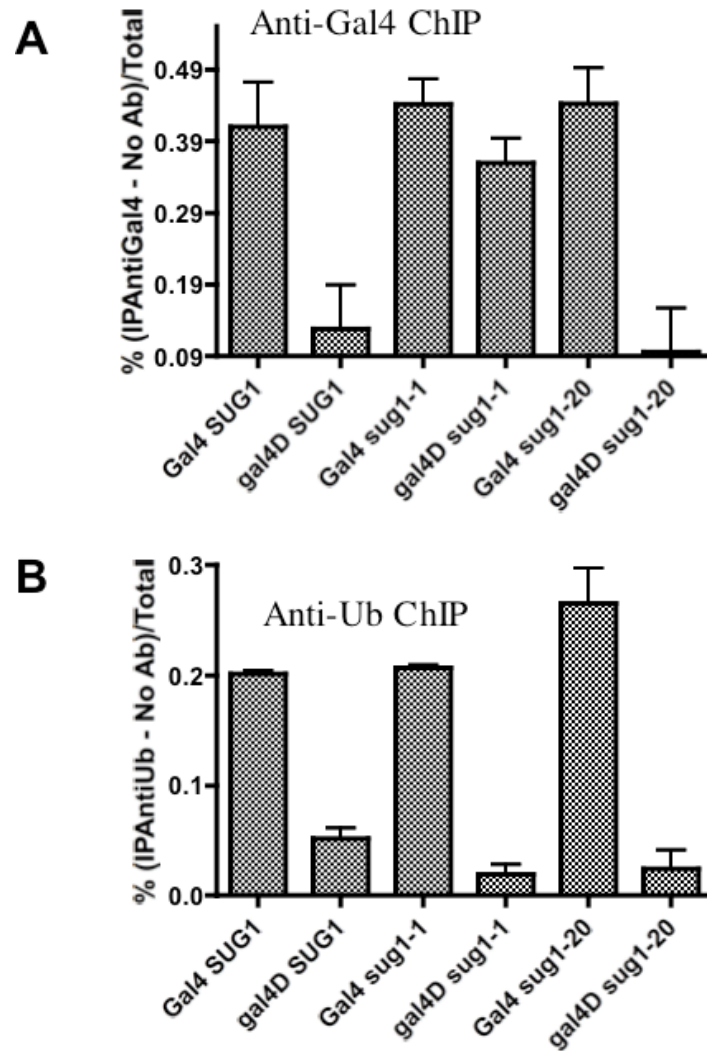 A
Anti-Gal4 ChIP
% (IPAntiGal4 - No Ab)/Total
0.49
0.39
0.29
0.19
0.09
Gal4 SUG1
gal4D SUG1
Gal4 sug1-1
gal4D sug1-1
Gal4 sug1-20
gal4D sug1-20
B
Anti-Ub ChIP
% (IPAntiUb - No Ab)/Total
0.3
0.2
0.1
0.0
Gal4 SUG1
gal4D SUG1
Gal4 sug1-1
gal4D sug1-1
Gal4 sug1-20
gal4D sug1-20